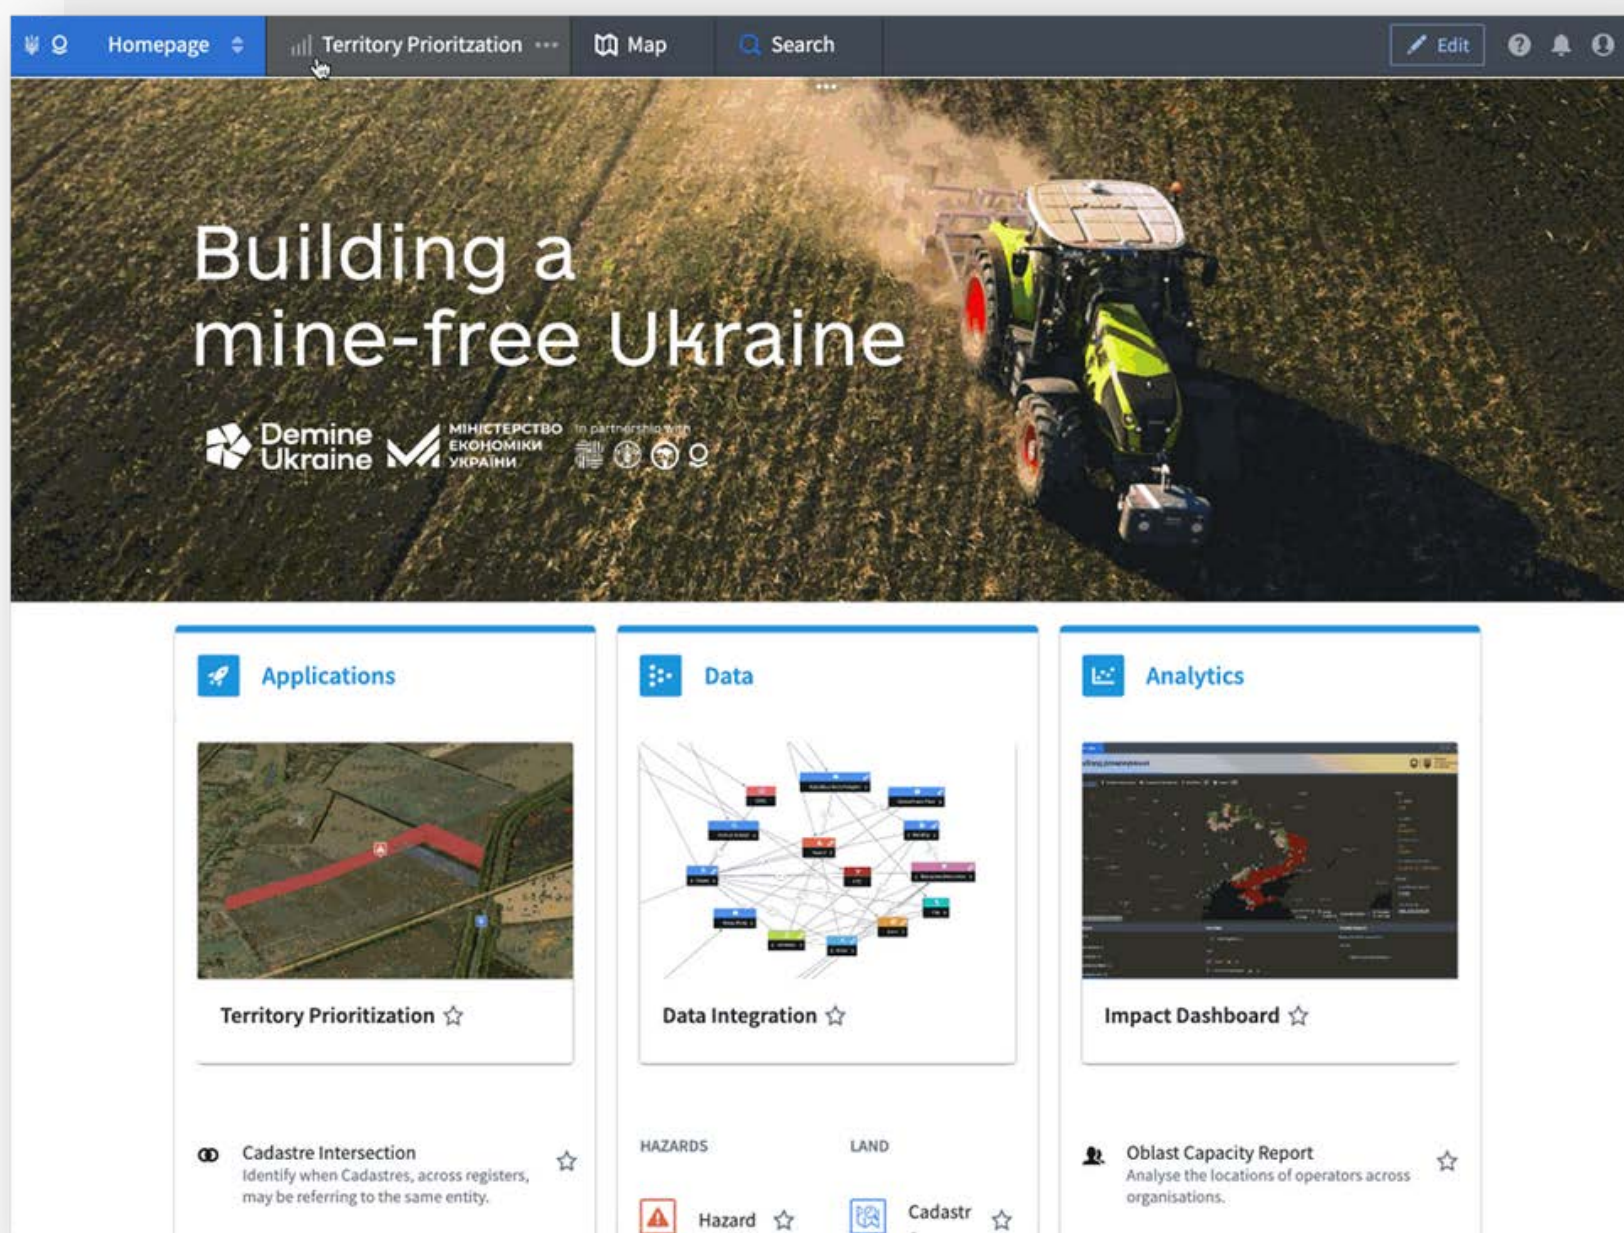 Homepage
Territory Prioritzation
Map
Search
Edit
Building a
mine-free Ukraine
Demine
Ukraine
МІНІСТЕРСТВО
ЕКОНОМІКИ
УКРАЇНИ
In partnership with
Applications
Territory Prioritization
Cadastre Intersection
Identify when Cadastres, across registers,
may be referring to the same entity.
Data
Data Integration
HAZARDS
LAND
Hazard
Cadastr
Analytics
Impact Dashboard
Oblast Capacity Report
Analyse the locations of operators across
organisations.